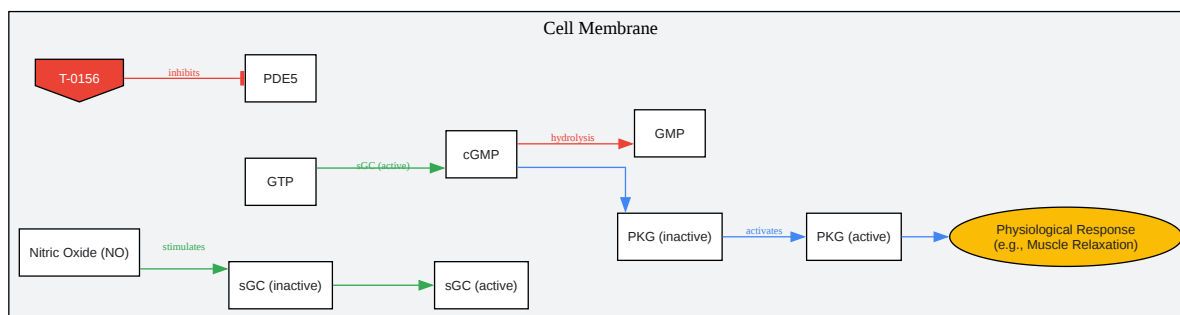 Cell Membrane
T-0156
inhibits
PDE5
GTP
sGC (active)
cGMP
hydrolysis
GMP
Nitric Oxide (NO)
stimulates
sGC (inactive)
sGC (active)
PKG (inactive)
activates
PKG (active)
Physiological Response
(e.g., Muscle Relaxation)